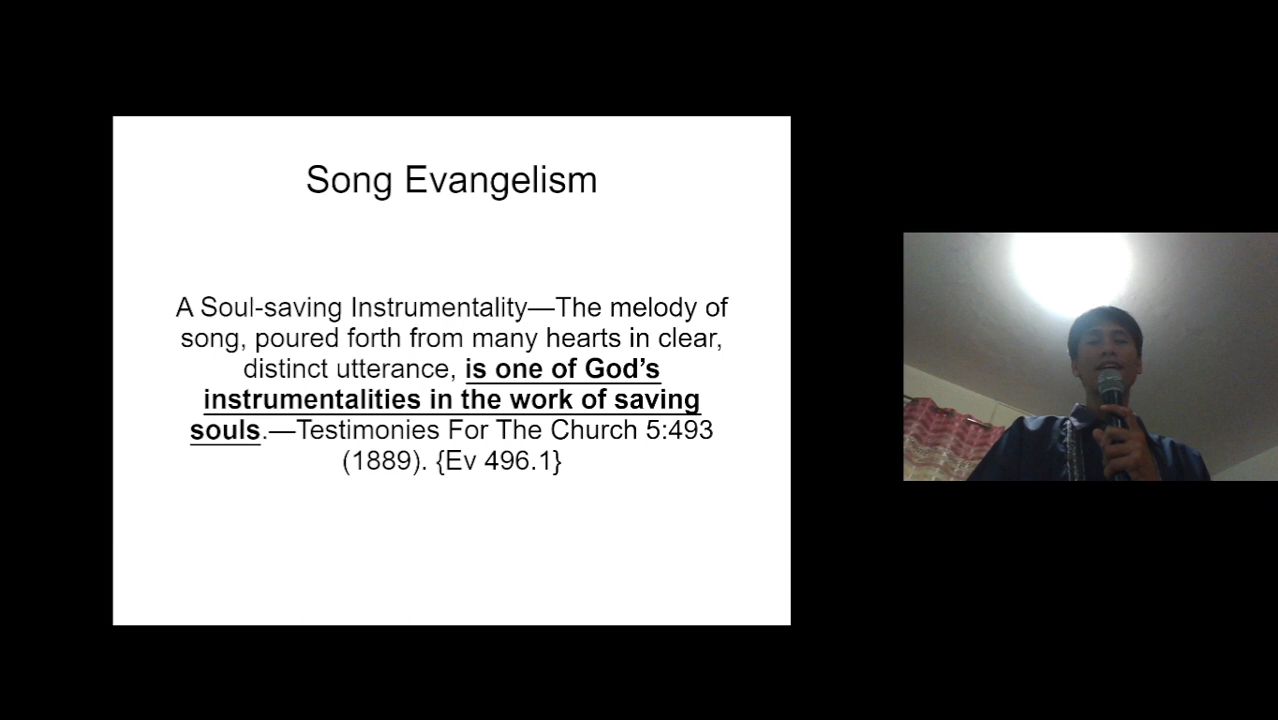 Song Evangelism
A Soul-saving Instrumentality—The melody of
song, poured forth from many hearts in clear,
distinct utterance, is one of God’s
instrumentalities in the work of saving
souls.—Testimonies For The Church 5:493
(1889). {Ev 496.1}